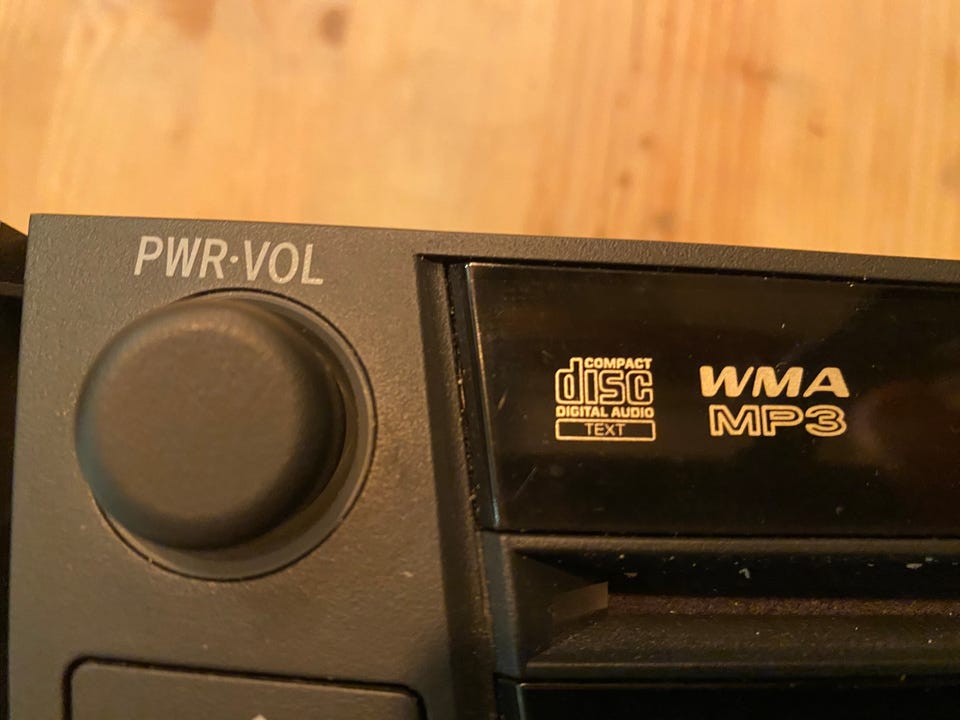 PWR·VOL
COMPACT
disc
DIGITAL AUDIO
TEXT
WMA
MP3